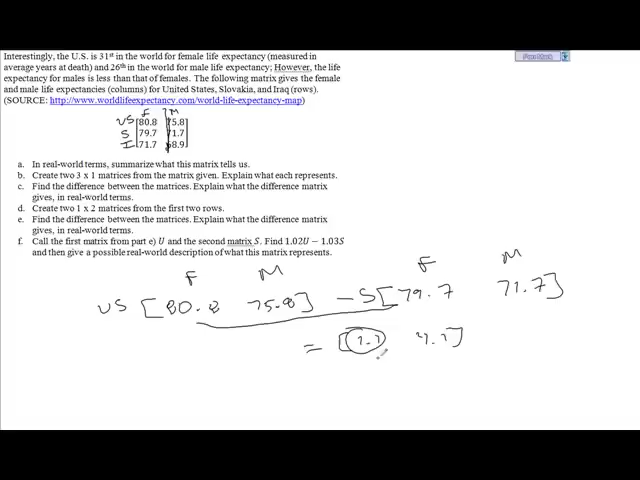 Interestingly, the U.S. is 31st in the world for female life expectancy (measured in
average years at death) and 26th in the world for male life expectancy; However, the life
expectancy for males is less than that of females. The following matrix gives the female
and male life expectancies (columns) for United States, Slovakia, and Iraq (rows).
(SOURCE: http://www.worldlifeexpectancy.com/world-life-expectancy-map)
F M
US [80.8 75.8]
S [79.7 71.7]
I [71.7 68.9]
a. In real-world terms, summarize what this matrix tells us.
b. Create two 3 x 1 matrices from the matrix given. Explain what each represents.
c. Find the difference between the matrices. Explain what the difference matrix
gives, in real-world terms.
d. Create two 1 x 2 matrices from the first two rows.
e. Find the difference between the matrices. Explain what the difference matrix
gives, in real-world terms.
f. Call the first matrix from part e) U and the second matrix S. Find 1.02U − 1.03S
and then give a possible real-world description of what this matrix represents.
F M F M
US [80.8 75.8] − S[79.7 71.7]
= [1.1 4.1]